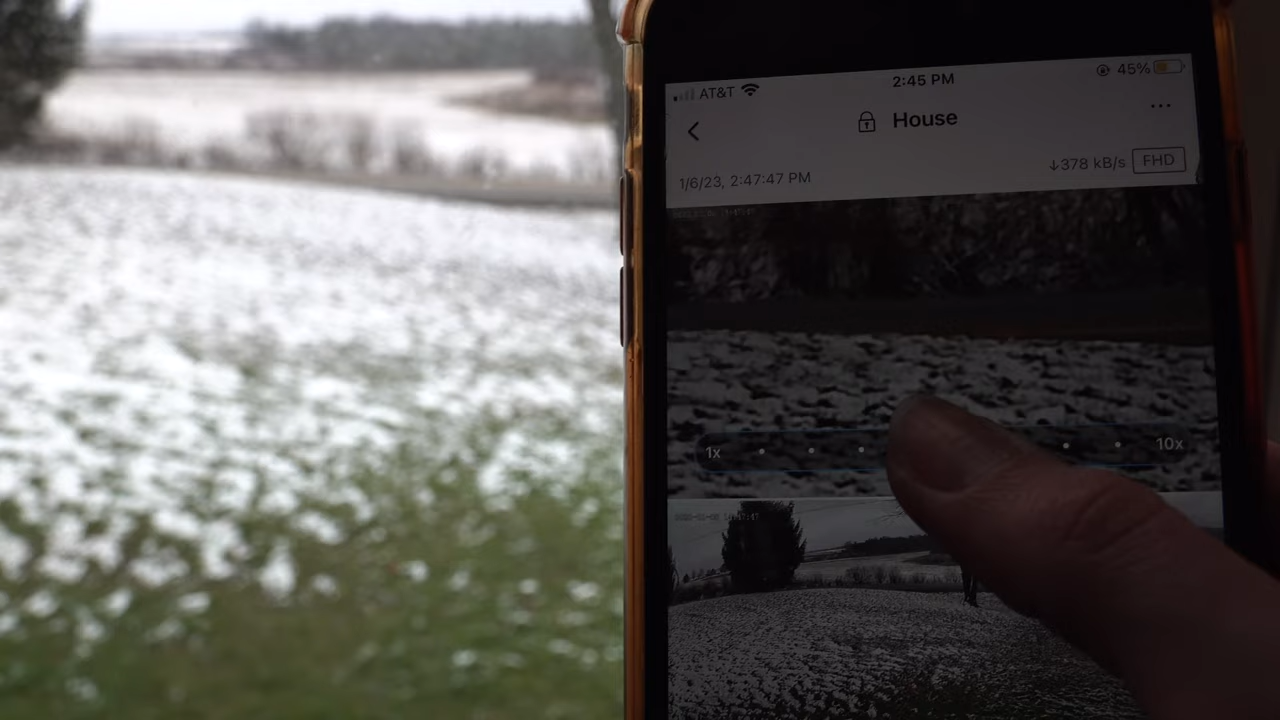 AT&T 2:45 PM 45%
House
...
1/6/23, 2:47:47 PM ↓378 kB/s FHD
1x 10x